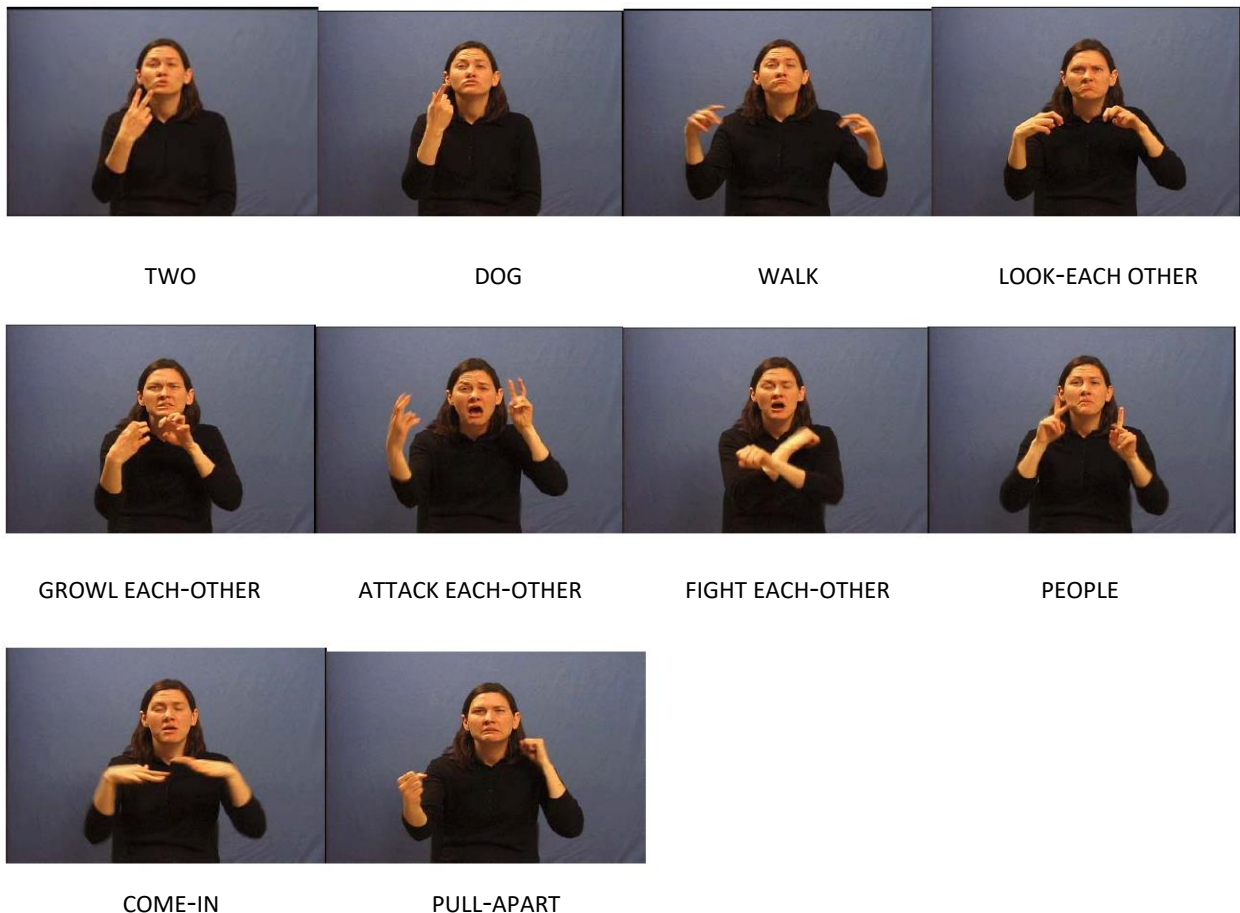 TWO DOG WALK LOOK-EACH OTHER
GROWL EACH-OTHER ATTACK EACH-OTHER FIGHT EACH-OTHER PEOPLE
COME-IN PULL-APART